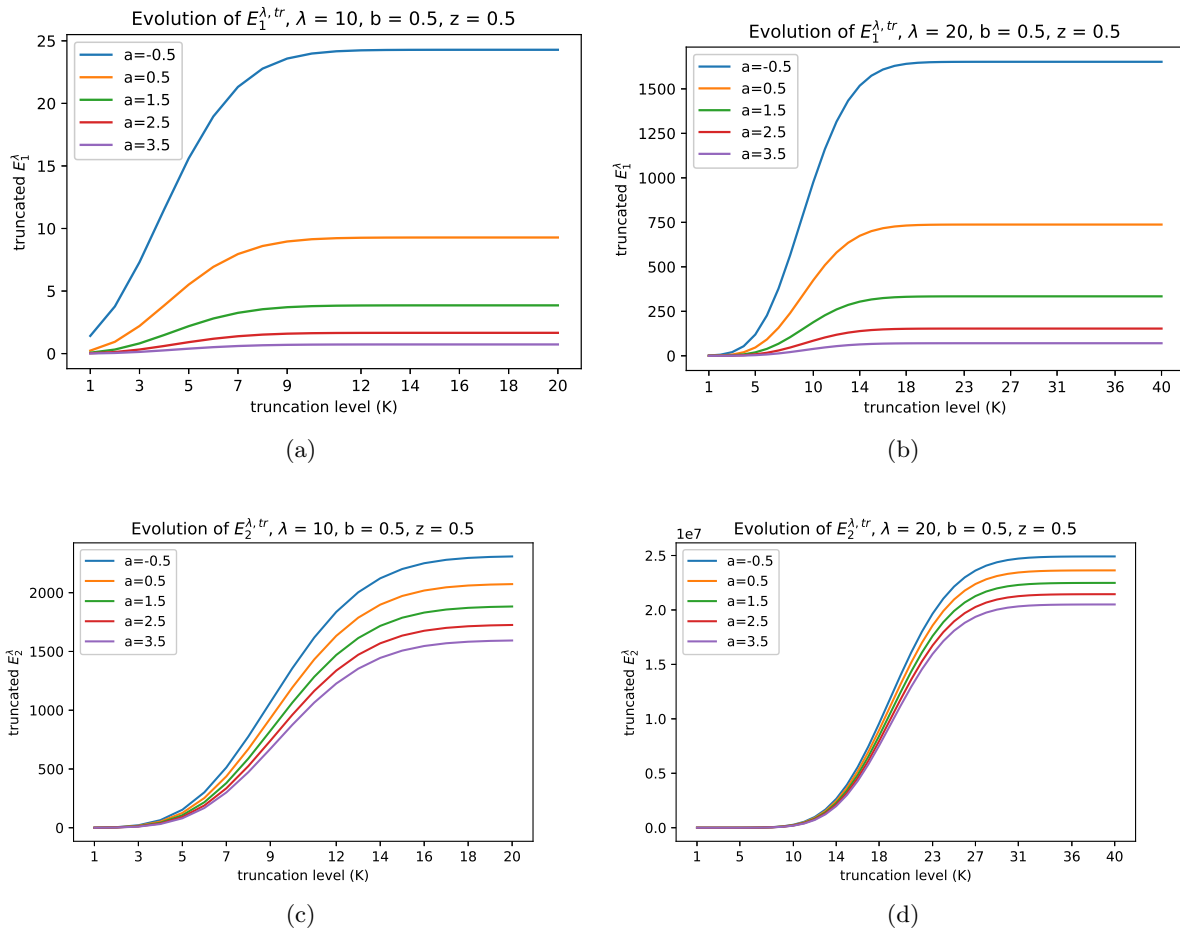 Evolution of E_1^{λ,tr}, λ = 10, b = 0.5, z = 0.5
25
20
15
10
5
0
truncated E_1^λ
a=-0.5
a=0.5
a=1.5
a=2.5
a=3.5
1 3 5 7 9 11 12 14 16 18 20
truncation level (K)
(a)
Evolution of E_1^{λ,tr}, λ = 20, b = 0.5, z = 0.5
1500
1250
1000
750
500
250
0
truncated E_1^λ
a=-0.5
a=0.5
a=1.5
a=2.5
a=3.5
1 5 10 14 18 23 27 31 36 40
truncation level (K)
(b)
Evolution of E_2^{λ,tr}, λ = 10, b = 0.5, z = 0.5
2000
1500
1000
500
0
truncated E_2^λ
a=-0.5
a=0.5
a=1.5
a=2.5
a=3.5
1 3 5 7 9 11 12 14 16 18 20
truncation level (K)
(c)
Evolution of E_2^{λ,tr}, λ = 20, b = 0.5, z = 0.5
1e7
2.5
2.0
1.5
1.0
0.5
0.0
truncated E_2^λ
a=-0.5
a=0.5
a=1.5
a=2.5
a=3.5
1 5 10 14 18 23 27 31 36 40
truncation level (K)
(d)